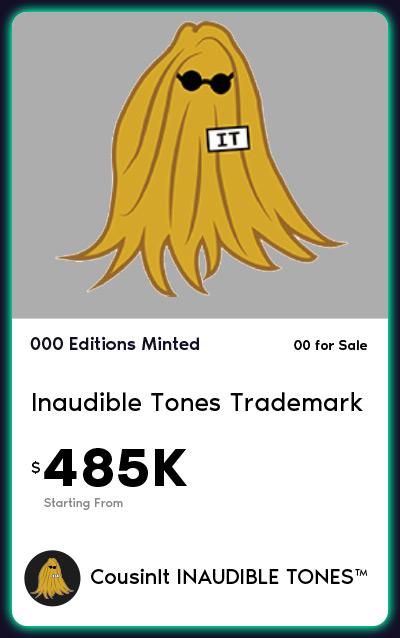 IT
000 Editions Minted
00 for Sale
Inaudible Tones Trademark
$485K
Starting From
CousinIt INAUDIBLE TONES™